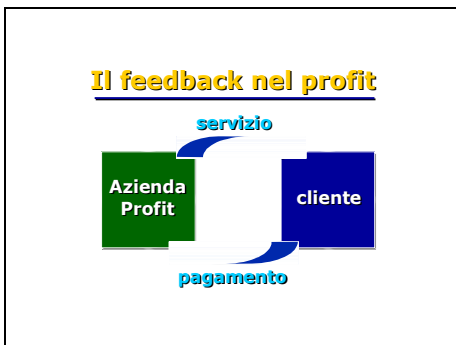 Il feedback nel profit
servizio
Azienda
Profit
cliente
pagamento